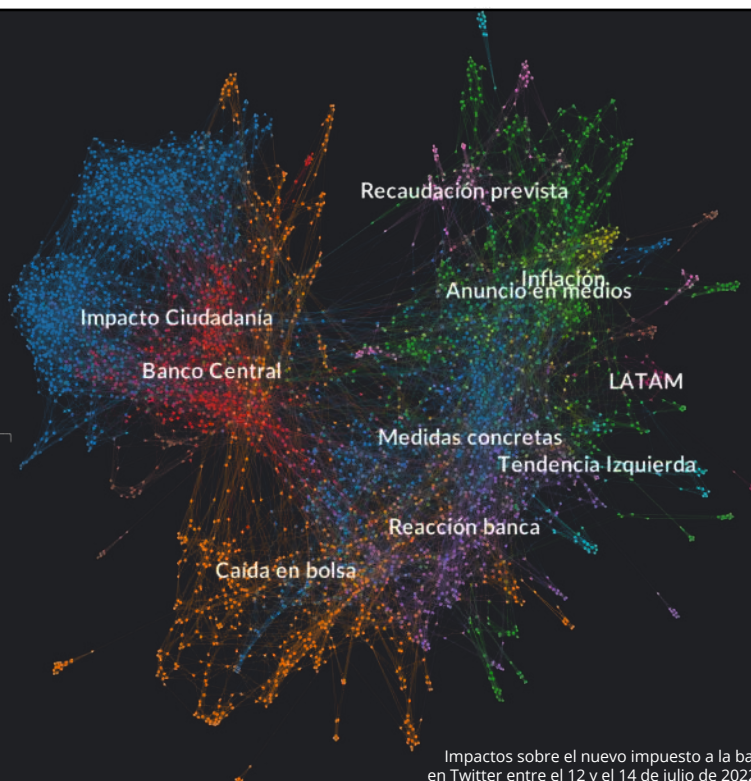 Recaudación prevista
Inflación
Anuncio en medios
Impacto Ciudadanía
Banco Central
LATAM
Medidas concretas
Tendencia Izquierda
Reacción banca
Caída en bolsa
Impactos sobre el nuevo impuesto a la
en Twitter entre el 12 y el 14 de julio de